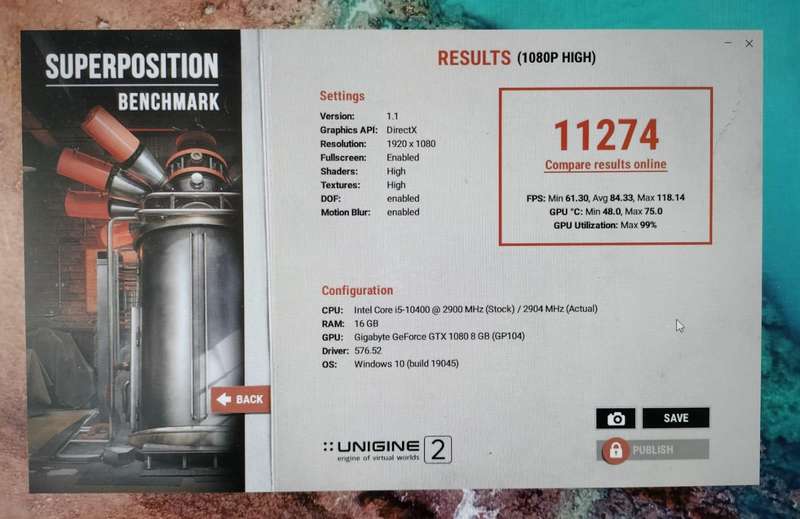 SUPERPOSITION
BENCHMARK
RESULTS (1080P HIGH)
Settings
Version: 1.1
Graphics API: DirectX
Resolution: 1920 x 1080
Fullscreen: Enabled
Shaders: High
Textures: High
DOF: enabled
Motion Blur: enabled
11274
Compare results online
FPS: Min 61.30, Avg 84.33, Max 118.14
GPU °C: Min 48.0, Max 75.0
GPU Utilization: Max 99%
Configuration
CPU: Intel Core i5-10400 @ 2900 MHz (Stock) / 2904 MHz (Actual)
RAM: 16 GB
GPU: Gigabyte GeForce GTX 1080 8 GB (GP104)
Driver: 576.52
OS: Windows 10 (build 19045)
BACK
SAVE
PUBLISH
UNIGINE 2
engine of virtual worlds